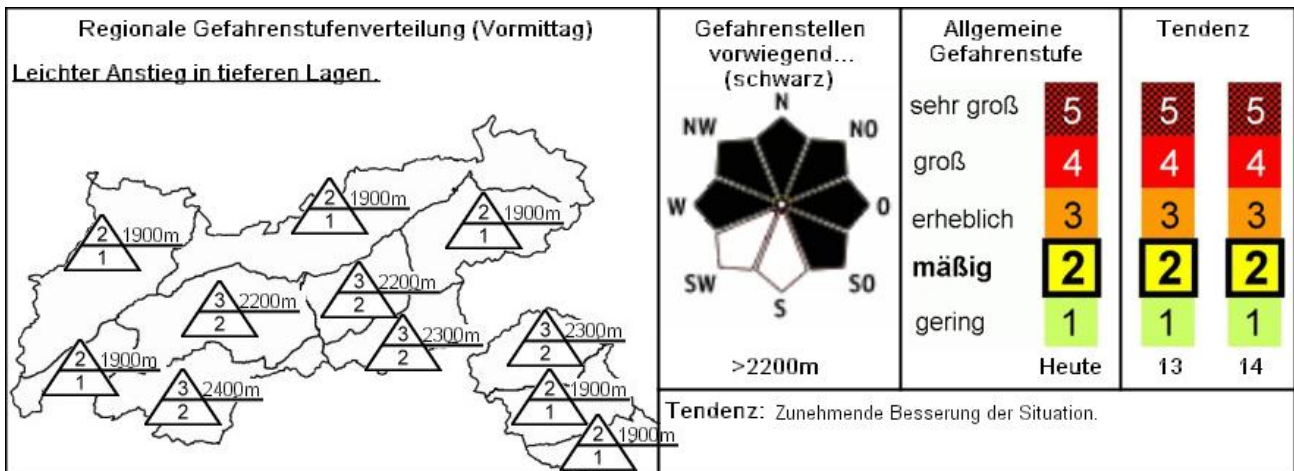 Regionale Gefahrenstufenverteilung (Vormittag)
Leichter Anstieg in tieferen Lagen.
2 1900m
1
2 1900m
1
2 1900m
1
3 2200m
2
3 2200m
2
3 2300m
2
3 2300m
2
2 1900m
1
3 2400m
2
2 1900m
1
2 1900m
1
Gefahrenstellen
vorwiegend...
(schwarz)
N
NW NO
W O
SW SO
S
>2200m
Allgemeine
Gefahrenstufe
sehr groß 5
groß 4
erheblich 3
mäßig 2
gering 1
Heute
Tendenz
5 5
4 4
3 3
2 2
1 1
13 14
Tendenz: Zunehmende Besserung der Situation.